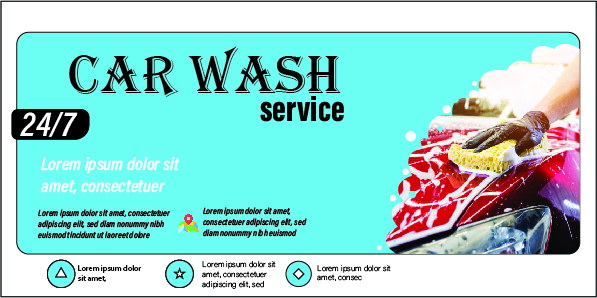 CAR WASH
service
24/7
Lorem ipsum dolor sit
amet, consectetuer
Lorem ipsum dolor sit amet, consectetuer
adipiscing elit, sed diam nonummy nibh
euismod tincidunt ut laoreet dobre
Lorem ipsum dolor sit amet,
consectetuer adipiscing elit, sed
diam nonummy nibh euismod
Lorem ipsum dolor
sit amet,
Lorem ipsum dolor sit
amet, consectetuer
adipiscing elit, sed
Lorem ipsum dolor sit
amet, consec